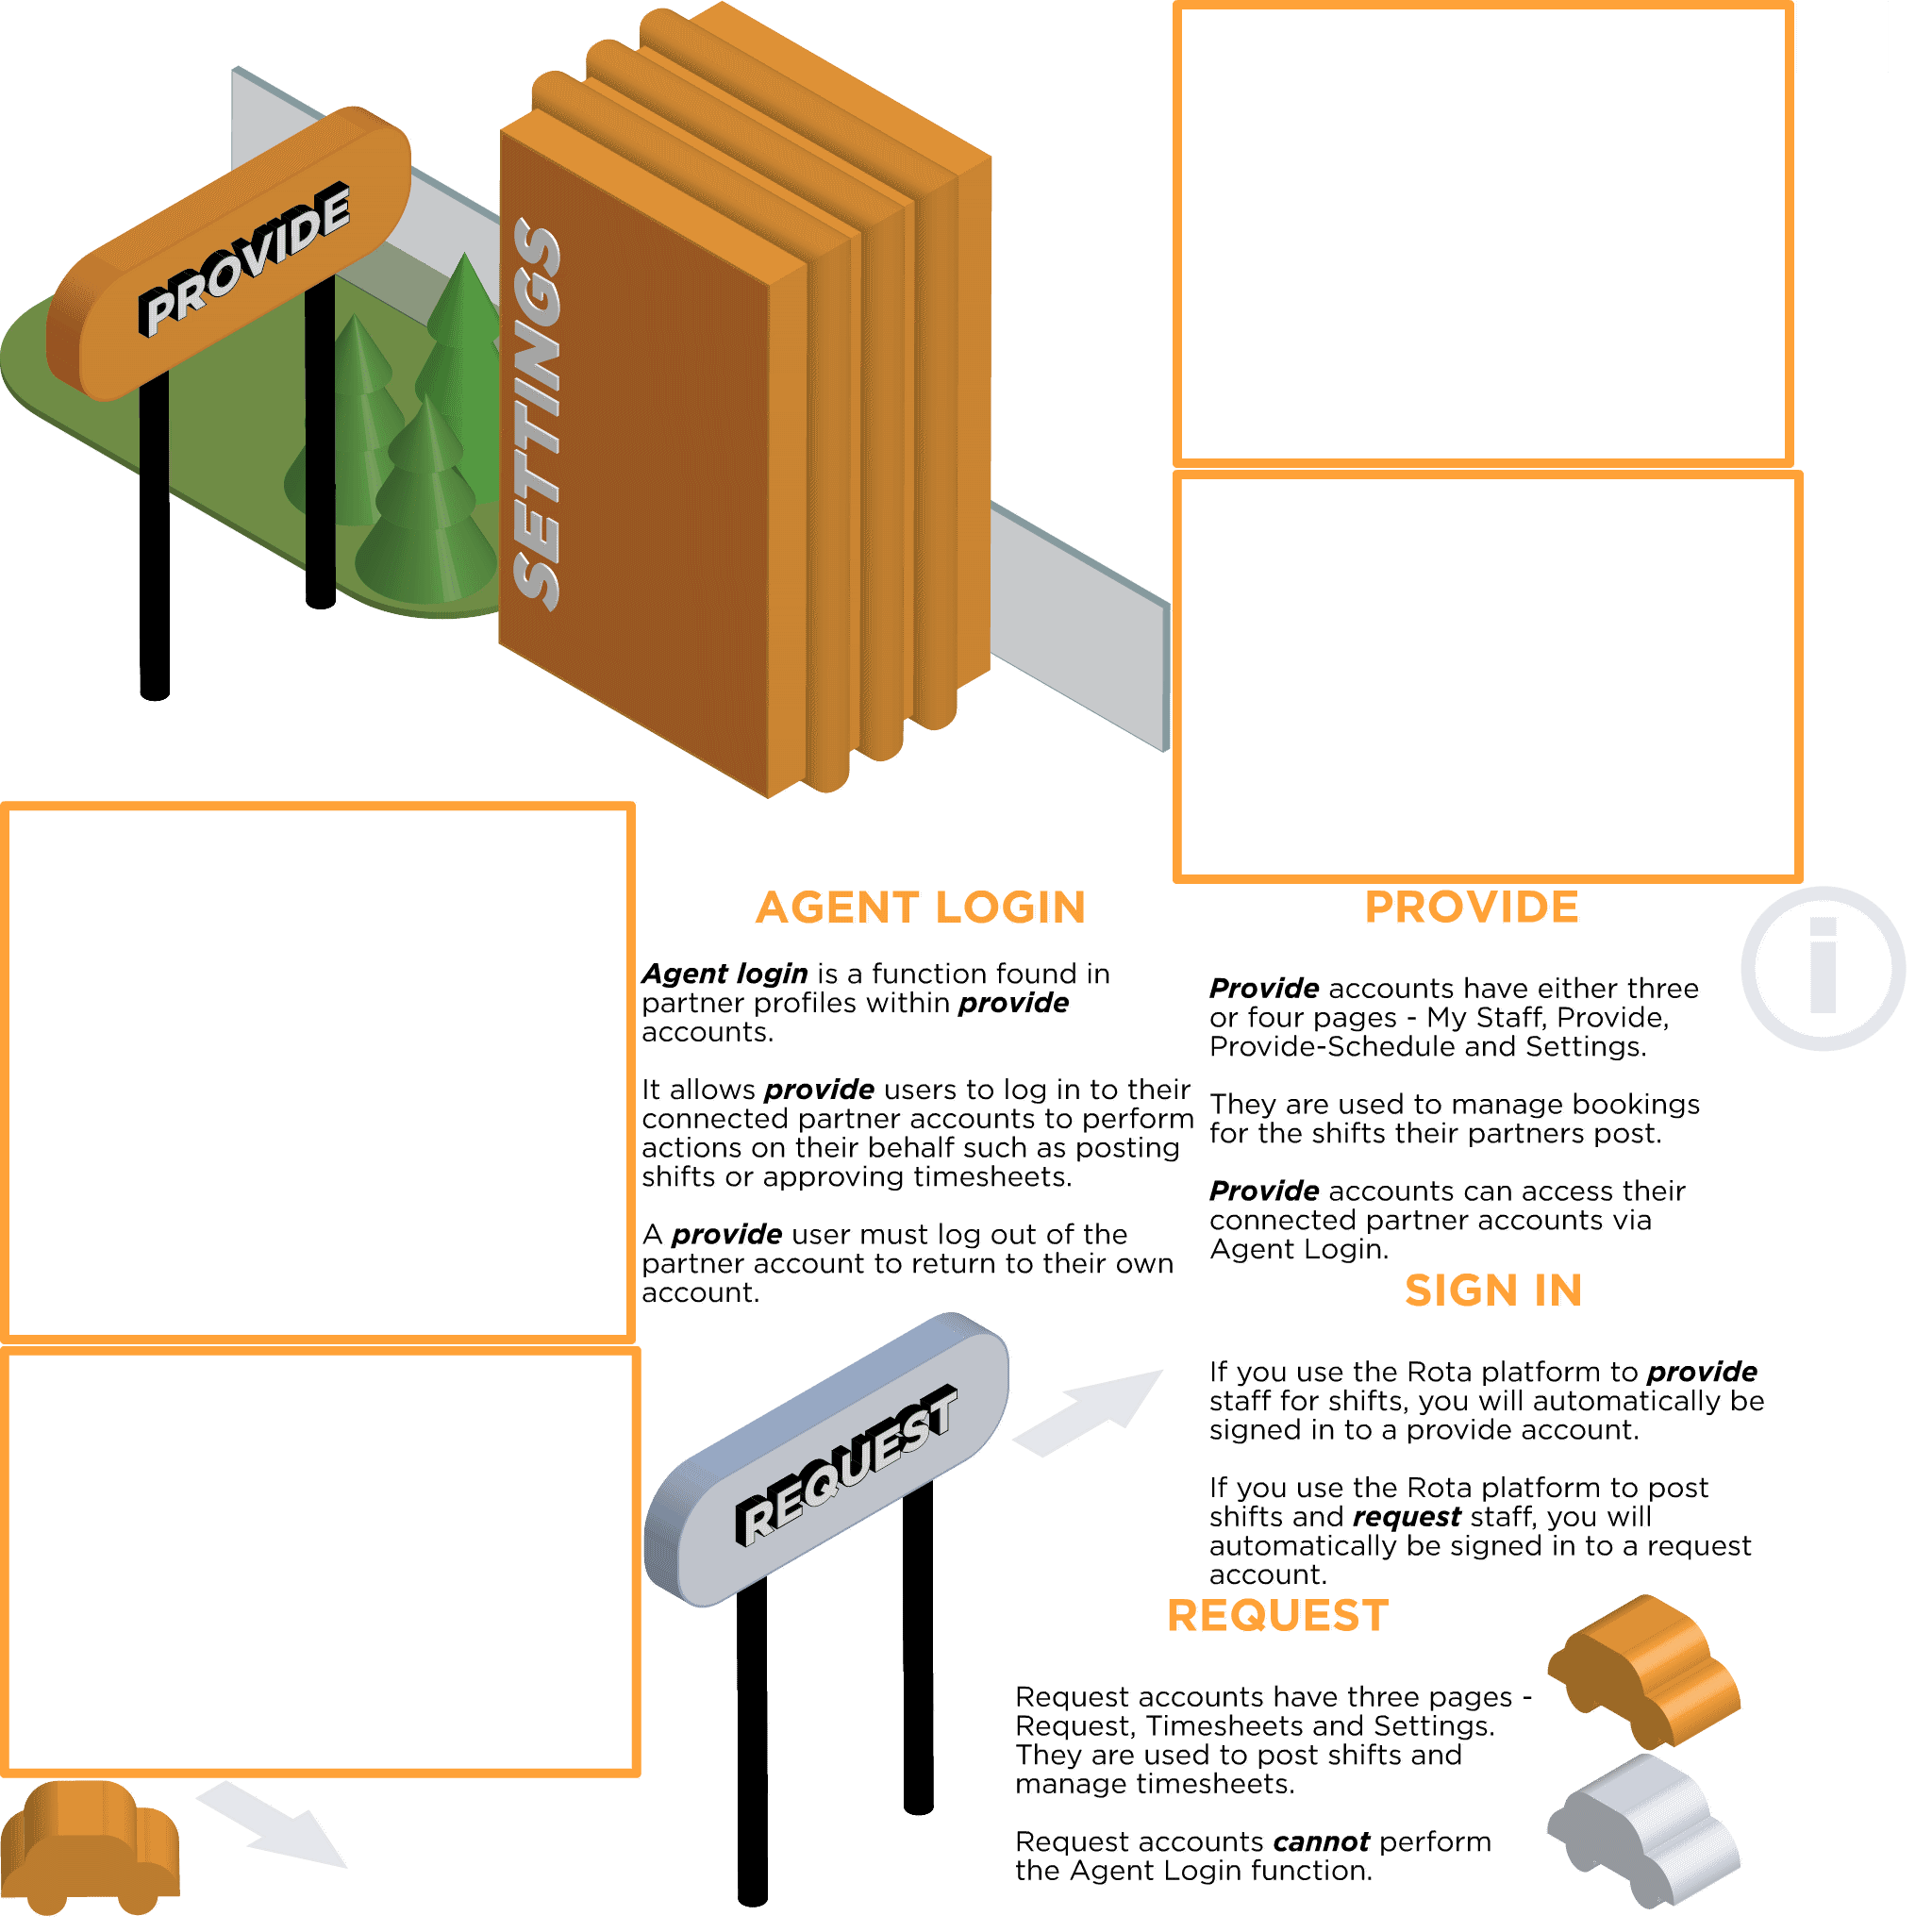 PROVIDE
SETTINGS
AGENT LOGIN
Agent login is a function found in
partner profiles within provide
accounts.
It allows provide users to log in to their
connected partner accounts to perform
actions on their behalf such as posting
shifts or approving timesheets.
A provide user must log out of the
partner account to return to their own
account.
PROVIDE
i
Provide accounts have either three
or four pages - My Staff, Provide,
Provide-Schedule and Settings.
They are used to manage bookings
for the shifts their partners post.
Provide accounts can access their
connected partner accounts via
Agent Login.
SIGN IN
If you use the Rota platform to provide
staff for shifts, you will automatically be
signed in to a provide account.
If you use the Rota platform to post
shifts and request staff, you will
automatically be signed in to a request
account.
REQUEST
REQUEST
Request accounts have three pages -
Request, Timesheets and Settings.
They are used to post shifts and
manage timesheets.
Request accounts cannot perform
the Agent Login function.